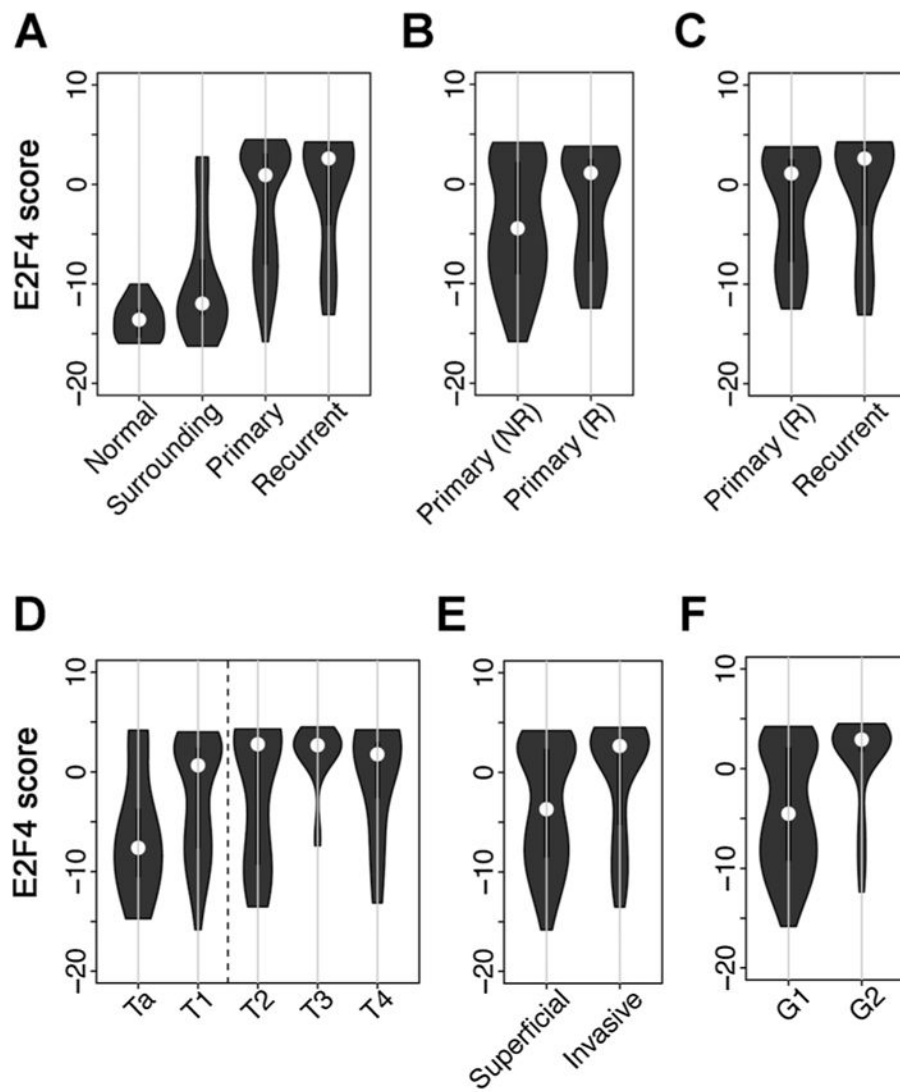 A
B
C
E2F4 score
10
0
−10
−20
Normal
Surrounding
Primary
Recurrent
10
0
−10
−20
Primary (NR)
Primary (R)
10
0
−10
−20
Primary (R)
Recurrent
D
E
F
E2F4 score
10
0
−10
−20
Ta
T1
T2
T3
T4
10
0
−10
−20
Superficial
Invasive
10
0
−10
−20
G1
G2